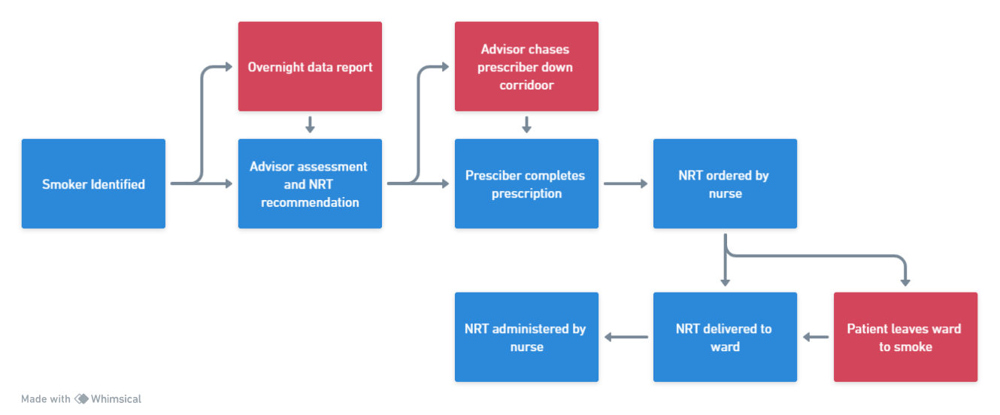 Overnight data report
Advisor chases
prescriber down
corridoor
Smoker Identified
Advisor assessment
and NRT
recommendation
Presciber completes
prescription
NRT ordered by
nurse
NRT administered by
nurse
NRT delivered to
ward
Patient leaves ward
to smoke
Made with Whimsical